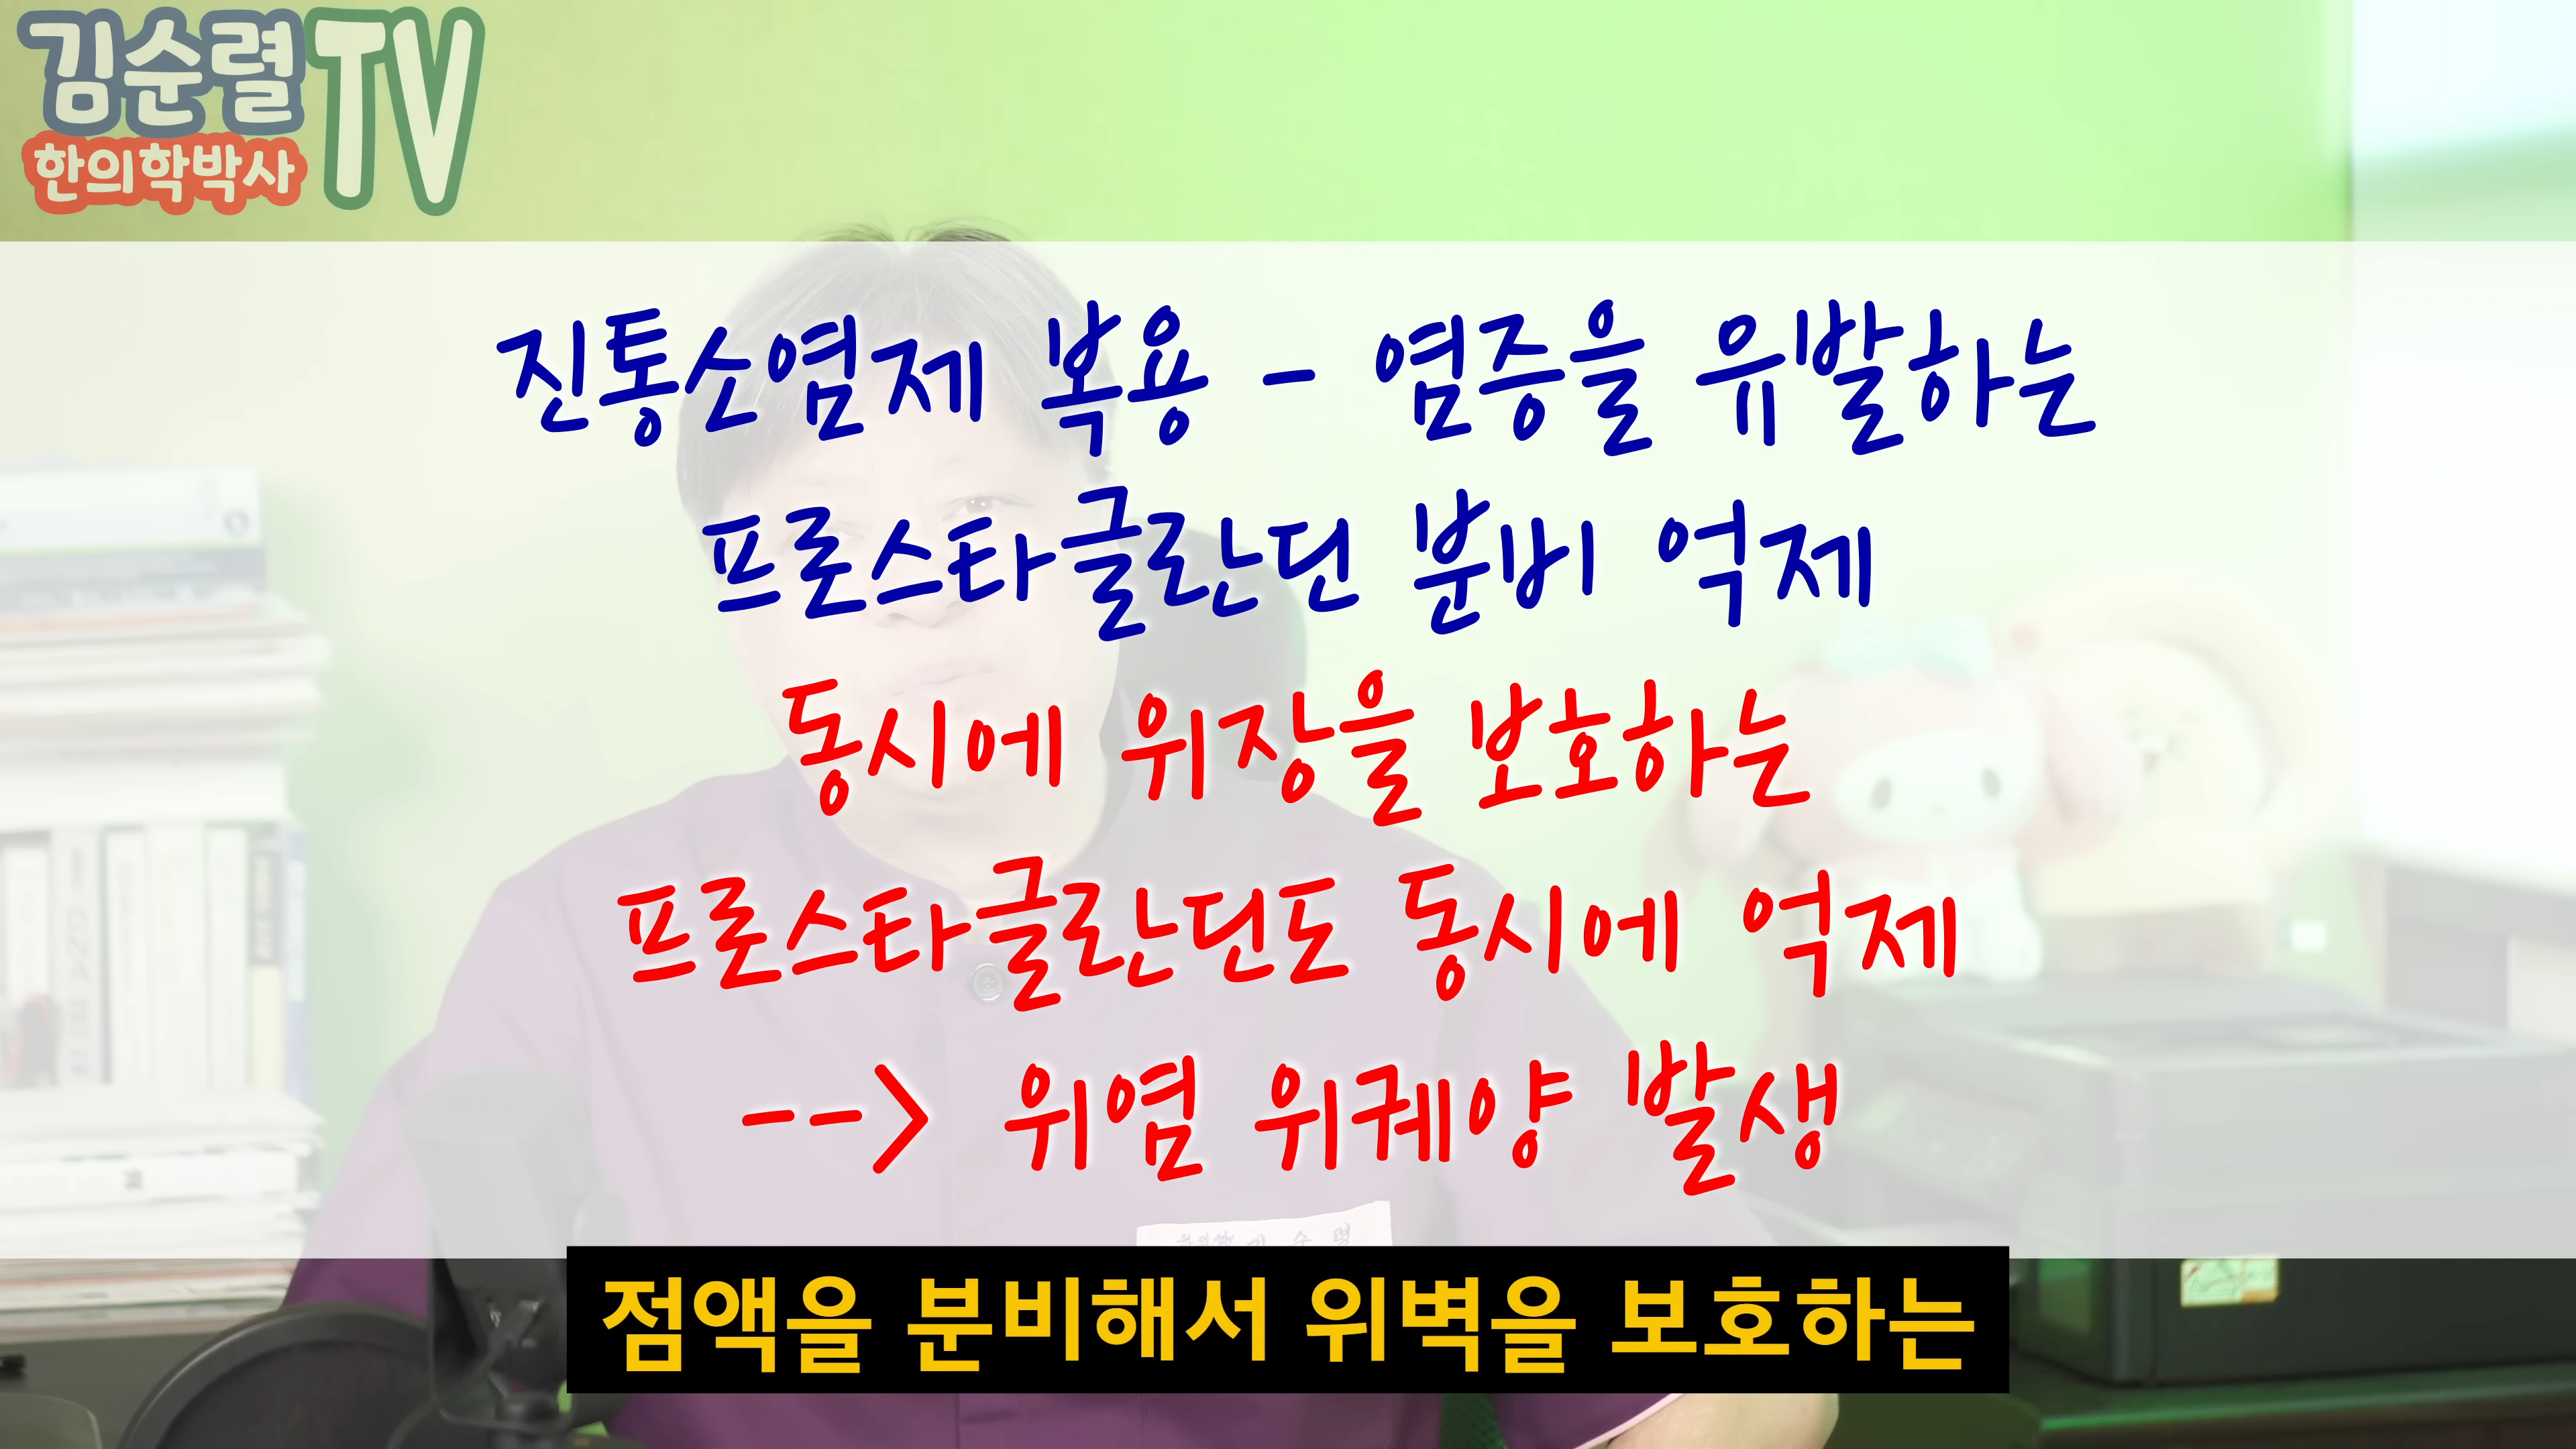 김순렬TV
한의학박사
진통소염제 복용 - 염증을 유발하는
프로스타글란딘 분비 억제
동시에 위장을 보호하는
프로스타글란딘도 동시에 억제
--> 위염 위궤양 발생
점액을 분비해서 위벽을 보호하는